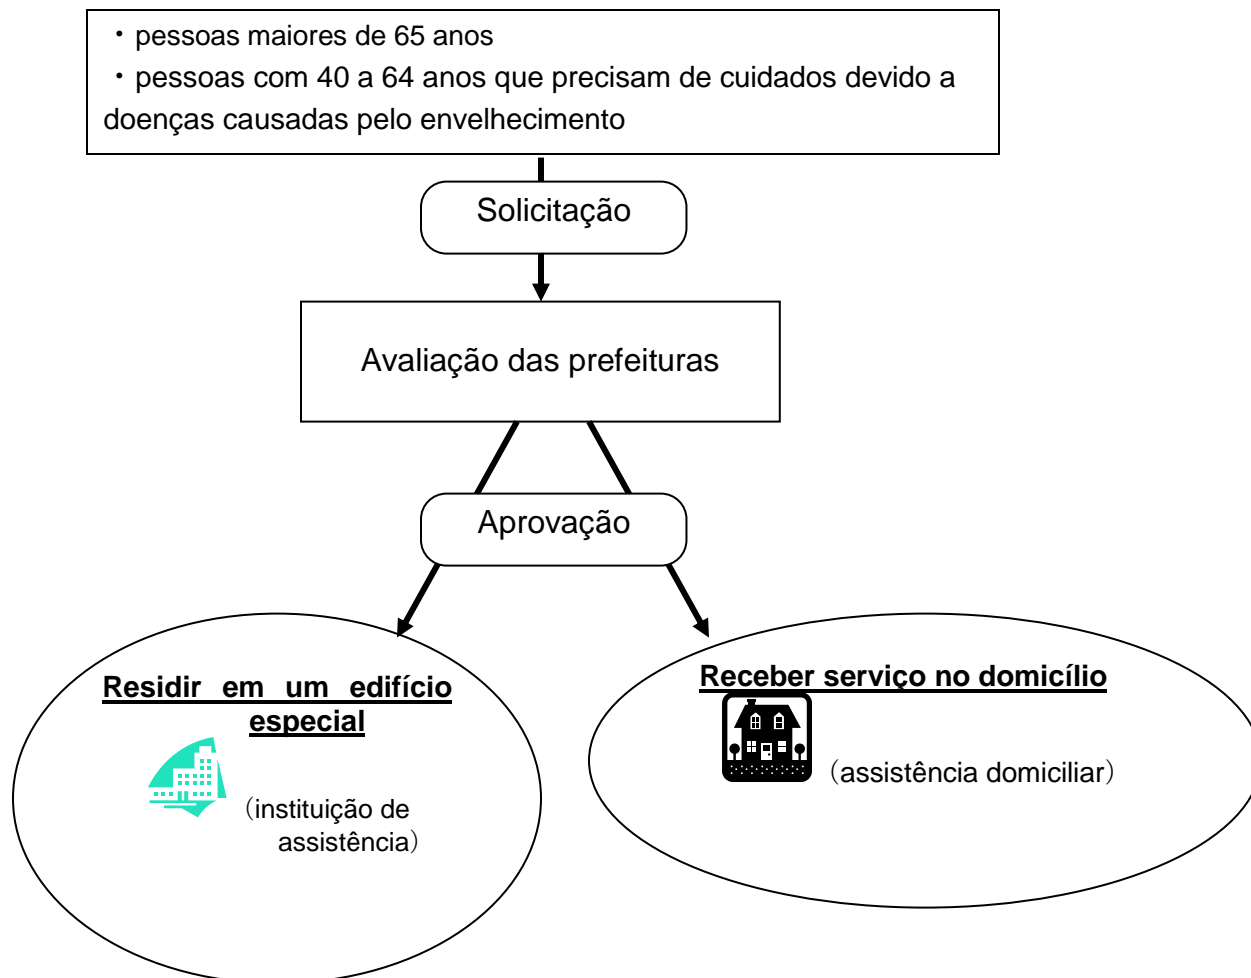 ・pessoas maiores de 65 anos
・pessoas com 40 a 64 anos que precisam de cuidados devido a
doenças causadas pelo envelhecimento
Solicitação
Avaliação das prefeituras
Aprovação
Residir em um edifício
especial
(instituição de
assistência)
Receber serviço no domicílio
(assistência domiciliar)